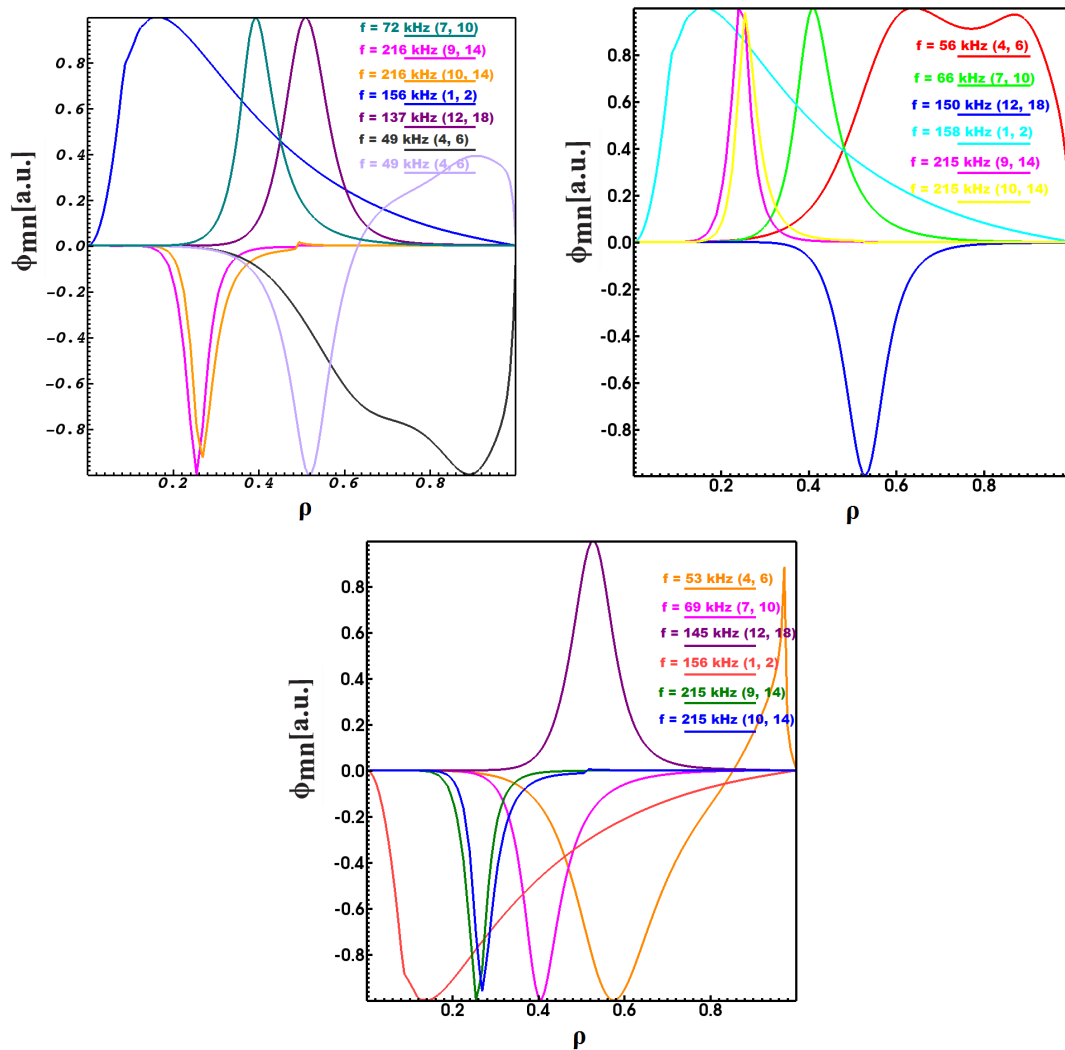 f = 72 kHz (7, 10)
f = 216 kHz (9, 14)
f = 216 kHz (10, 14)
f = 156 kHz (1, 2)
f = 137 kHz (12, 18)
f = 49 kHz (4, 6)
f = 49 kHz (4, 6)
0.8
0.6
0.4
0.2
0.0
-0.2
-0.4
-0.6
-0.8
ϕmn[a.u.]
0.2 0.4 0.6 0.8
ρ
f = 56 kHz (4, 6)
f = 66 kHz (7, 10)
f = 150 kHz (12, 18)
f = 158 kHz (1, 2)
f = 215 kHz (9, 14)
f = 215 kHz (10, 14)
0.8
0.6
0.4
0.2
0.0
-0.2
-0.4
-0.6
-0.8
ϕmn[a.u.]
0.2 0.4 0.6 0.8
ρ
f = 53 kHz (4, 6)
f = 69 kHz (7, 10)
f = 145 kHz (12, 18)
f = 156 kHz (1, 2)
f = 215 kHz (9, 14)
f = 215 kHz (10, 14)
0.8
0.6
0.4
0.2
0.0
-0.2
-0.4
-0.6
-0.8
ϕmn[a.u.]
0.2 0.4 0.6 0.8
ρ